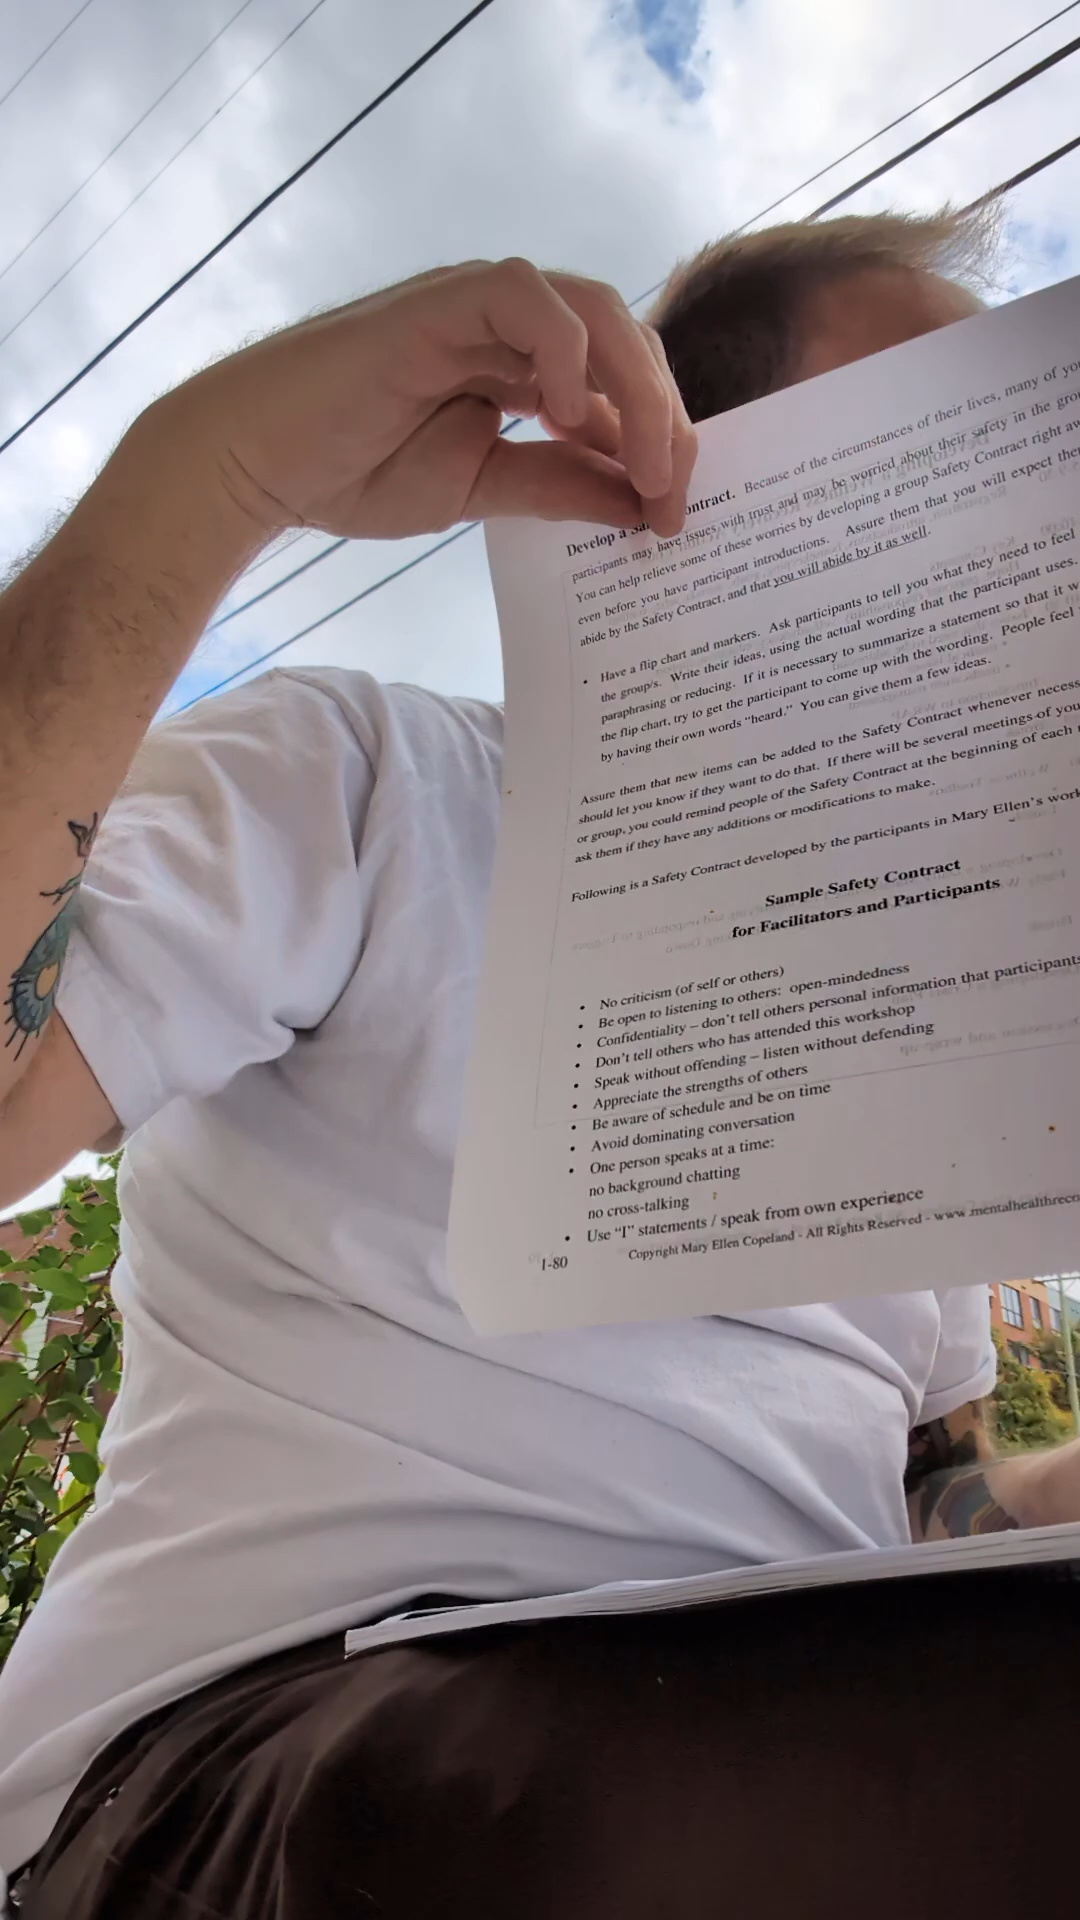 Develop a Sa ontract. Because of the circumstances of their lives, many of yo
participants may have issues with trust and may be worried about their safety in the gro
You can help relieve some of these worries by developing a group Safety Contract right aw
even before you have participant introductions. Assure them that you will expect the
abide by the Safety Contract, and that you will abide by it as well.
• Have a flip chart and markers. Ask participants to tell you what they need to feel
the group/s. Write their ideas, using the actual wording that the participant uses.
paraphrasing or reducing. If it is necessary to summarize a statement so that it w
the flip chart, try to get the participant to come up with the wording. People feel
by having their own words “heard.” You can give them a few ideas.
Assure them that new items can be added to the Safety Contract whenever necess
should let you know if they want to do that. If there will be several meetings of you
or group, you could remind people of the Safety Contract at the beginning of each
ask them if they have any additions or modifications to make.
Following is a Safety Contract developed by the participants in Mary Ellen’s work
Sample Safety Contract
for Facilitators and Participants
• No criticism (of self or others)
• Be open to listening to others: open-mindedness
• Confidentiality – don’t tell others personal information that participants
• Don’t tell others who has attended this workshop
• Speak without offending – listen without defending
• Appreciate the strengths of others
• Be aware of schedule and be on time
• Avoid dominating conversation
• One person speaks at a time:
no background chatting
no cross-talking
• Use “I” statements / speak from own experience
1-80 Copyright Mary Ellen Copeland - All Rights Reserved - www.mentalhealthreco